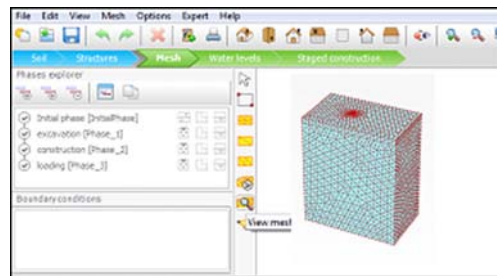 File Edit View Mesh Options Expert Help
Soil Structures Mesh Water levels Staged construction
Phases explorer
Initial phase [InitialPhase]
excavation [Phase_1]
construction [Phase_2]
loading [Phase_3]
Boundary conditions
View mesh